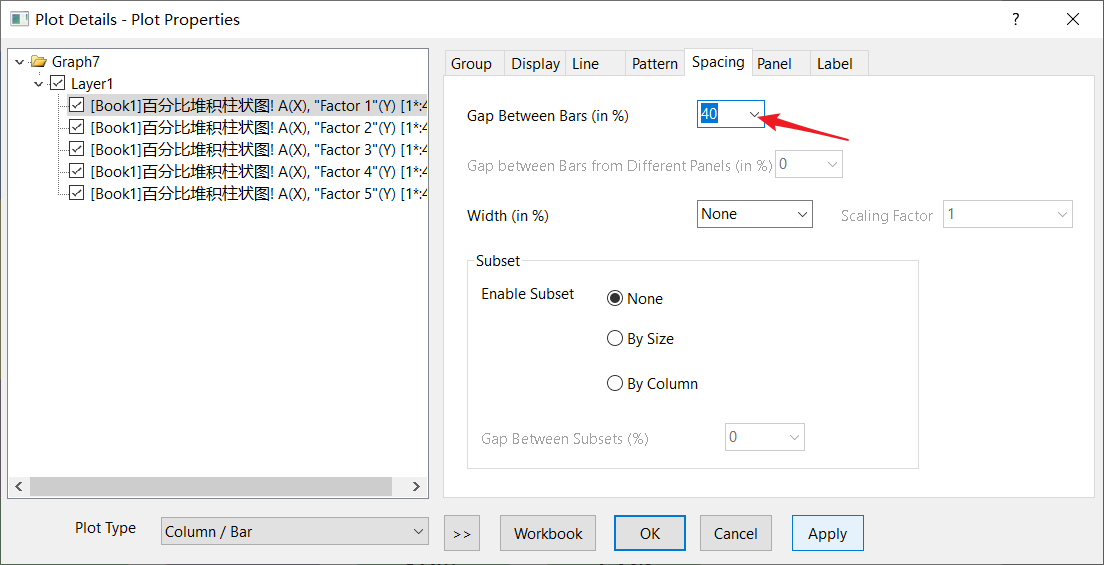 Plot Details - Plot Properties
?
Graph7
Layer1
[Book1]百分比堆积柱状图! A(X), "Factor 1"(Y) [1*:4
[Book1]百分比堆积柱状图! A(X), "Factor 2"(Y) [1*:4
[Book1]百分比堆积柱状图! A(X), "Factor 3"(Y) [1*:4
[Book1]百分比堆积柱状图! A(X), "Factor 4"(Y) [1*:4
[Book1]百分比堆积柱状图! A(X), "Factor 5"(Y) [1*:4
Group Display Line Pattern Spacing Panel Label
Gap Between Bars (in %) 40
Gap between Bars from Different Panels (in %) 0
Width (in %) None Scaling Factor 1
Subset
Enable Subset
None
By Size
By Column
Gap Between Subsets (%) 0
Plot Type Column / Bar >> Workbook OK Cancel Apply